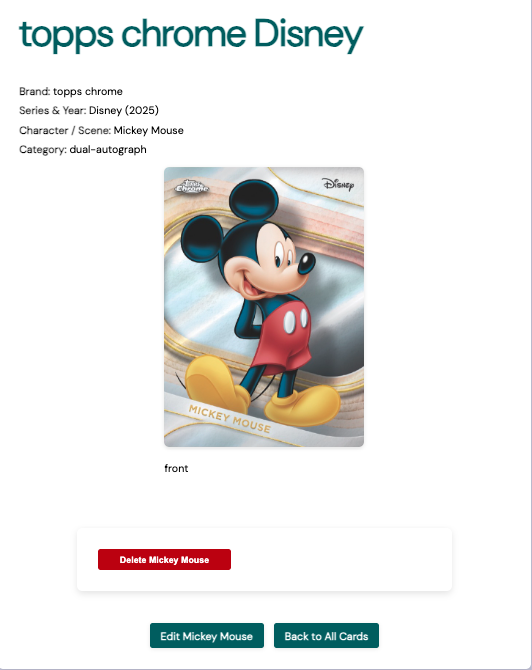 topps chrome Disney
Brand: topps chrome
Series & Year: Disney (2025)
Character / Scene: Mickey Mouse
Category: dual-autograph
Topps Chrome
Disney
MICKEY MOUSE
front
Delete Mickey Mouse
Edit Mickey Mouse
Back to All Cards